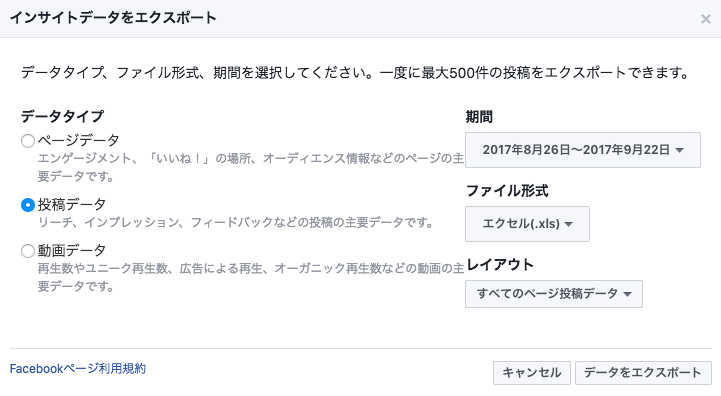 インサイトデータをエクスポート
×
データタイプ、ファイル形式、期間を選択してください。一度に最大500件の投稿をエクスポートできます。
データタイプ
ページデータ
エンゲージメント、「いいね！」の場所、オーディエンス情報などのページの主
要データです。
投稿データ
リーチ、インプレッション、フィードバックなどの投稿の主要データです。
動画データ
再生数やユニーク再生数、広告による再生、オーガニック再生数などの動画の主
要データです。
期間
2017年8月26日〜2017年9月22日
ファイル形式
エクセル(.xls)
レイアウト
すべてのページ投稿データ
Facebookページ利用規約
キャンセル
データをエクスポート